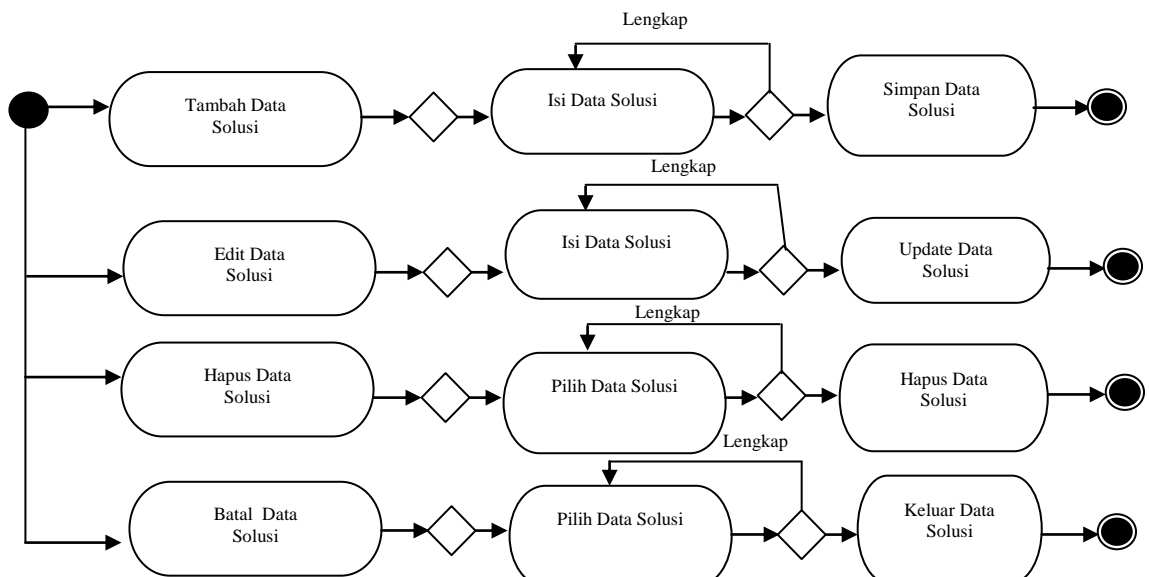 Lengkap
Tambah Data
Solusi
Isi Data Solusi
Simpan Data
Solusi
Lengkap
Edit Data
Solusi
Isi Data Solusi
Update Data
Solusi
Lengkap
Hapus Data
Solusi
Pilih Data Solusi
Hapus Data
Solusi
Lengkap
Batal Data
Solusi
Pilih Data Solusi
Keluar Data
Solusi